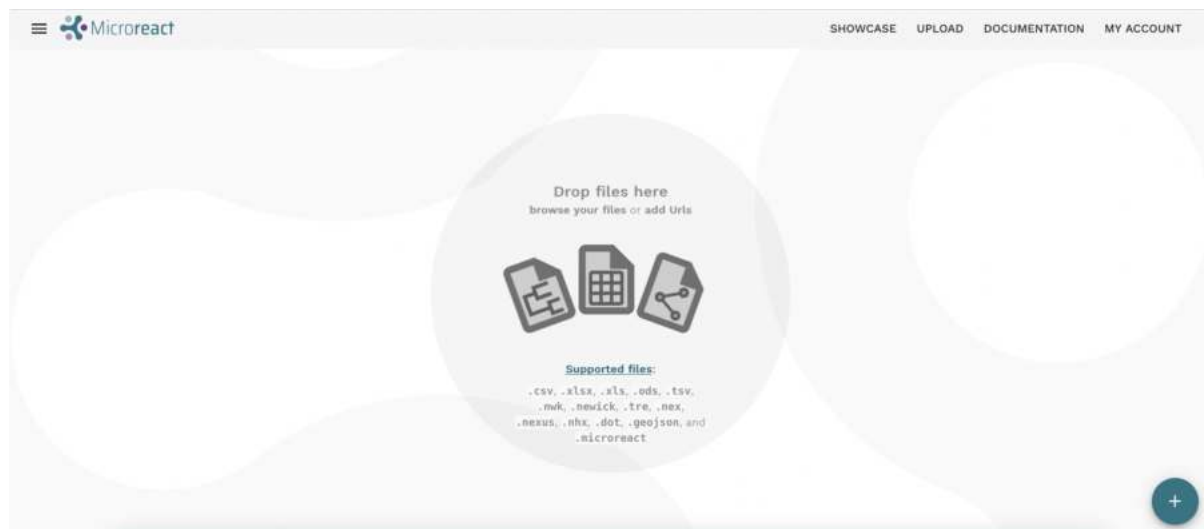 Microreact
SHOWCASE UPLOAD DOCUMENTATION MY ACCOUNT
Drop files here
browse your files or add Urls
Supported files:
.csv, .xlsx, .xls, .ods, .tsv,
.nwk, .newick, .tre, .nex,
.nexus, .nhx, .dot, .geojson, and
.microreact
+